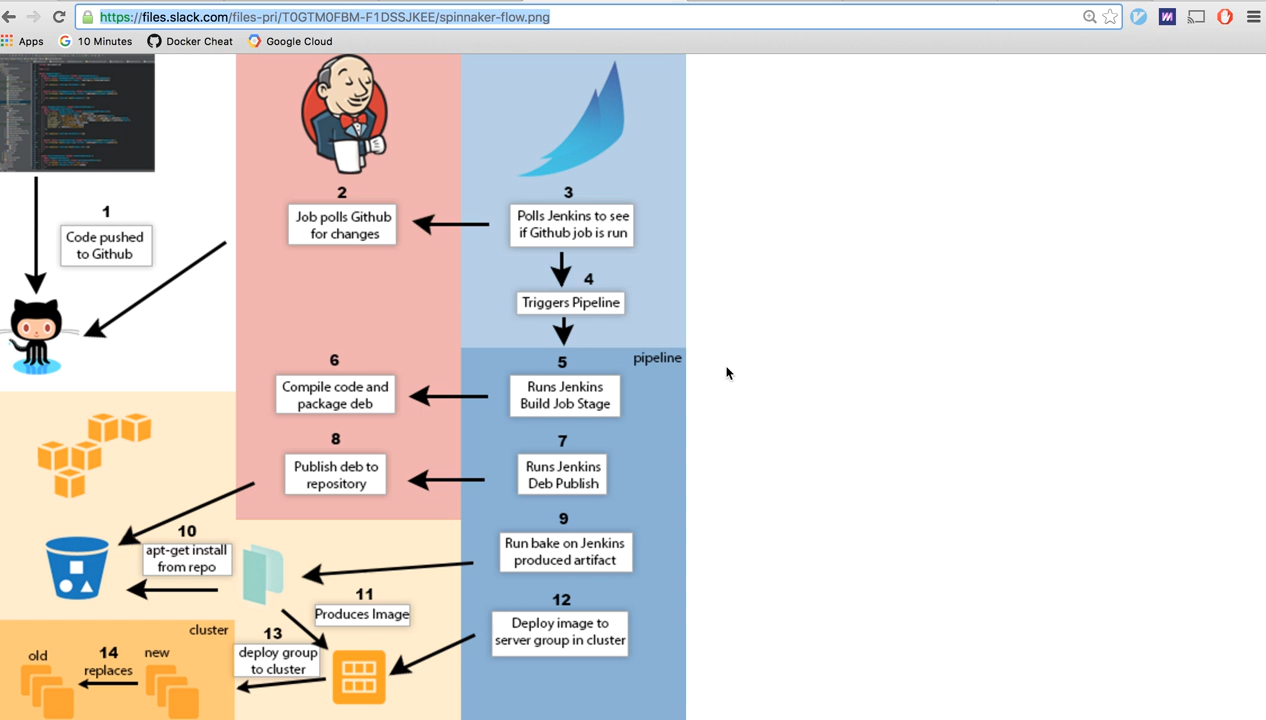 https://files.slack.com/files-pri/T0GTM0FBM-F1DSSJKEE/spinnaker-flow.png
Apps
10 Minutes
Docker Cheat
Google Cloud
1
Code pushed
to Github
2
Job polls Github
for changes
3
Polls Jenkins to see
if Github job is run
4
Triggers Pipeline
pipeline
5
Runs Jenkins
Build Job Stage
6
Compile code and
package deb
7
Runs Jenkins
Deb Publish
8
Publish deb to
repository
9
Run bake on Jenkins
produced artifact
10
apt-get install
from repo
11
Produces Image
12
Deploy image to
server group in cluster
13
deploy group
to cluster
cluster
old
14
replaces
new